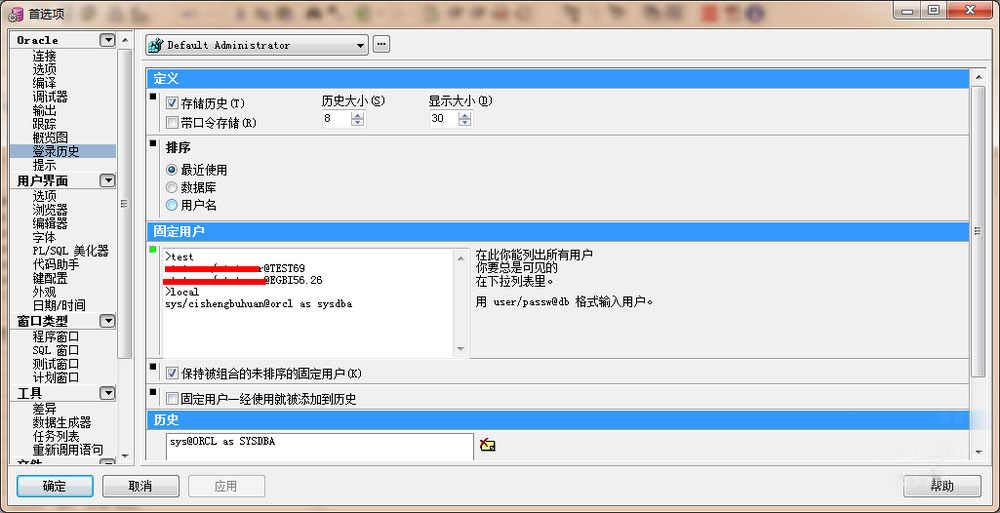 首选项
Oracle
连接
选项
编译
调试器
输出
跟踪
概览图
登录历史
提示
用户界面
选项
浏览器
编辑器
字体
PL/SQL 美化器
代码助手
键配置
外观
日期/时间
窗口类型
程序窗口
SQL 窗口
测试窗口
计划窗口
工具
差异
数据生成器
任务列表
重新调用语句
文件
Default Administrator
定义
存储历史(T)
历史大小(S)
显示大小(D)
带口令存储(R)
8
30
排序
最近使用
数据库
用户名
固定用户
>test
r@TEST69
@EGBI56.26
>local
sys/cishengbuhuan@orcl as sysdba
在此你能列出所有用户
你要总是可见的
在下拉列表里。
用 user/passw@db 格式输入用户。
保持被组合的未排序的固定用户(K)
固定用户一经使用就被添加到历史
历史
sys@ORCL as SYSDBA
确定
取消
应用
帮助